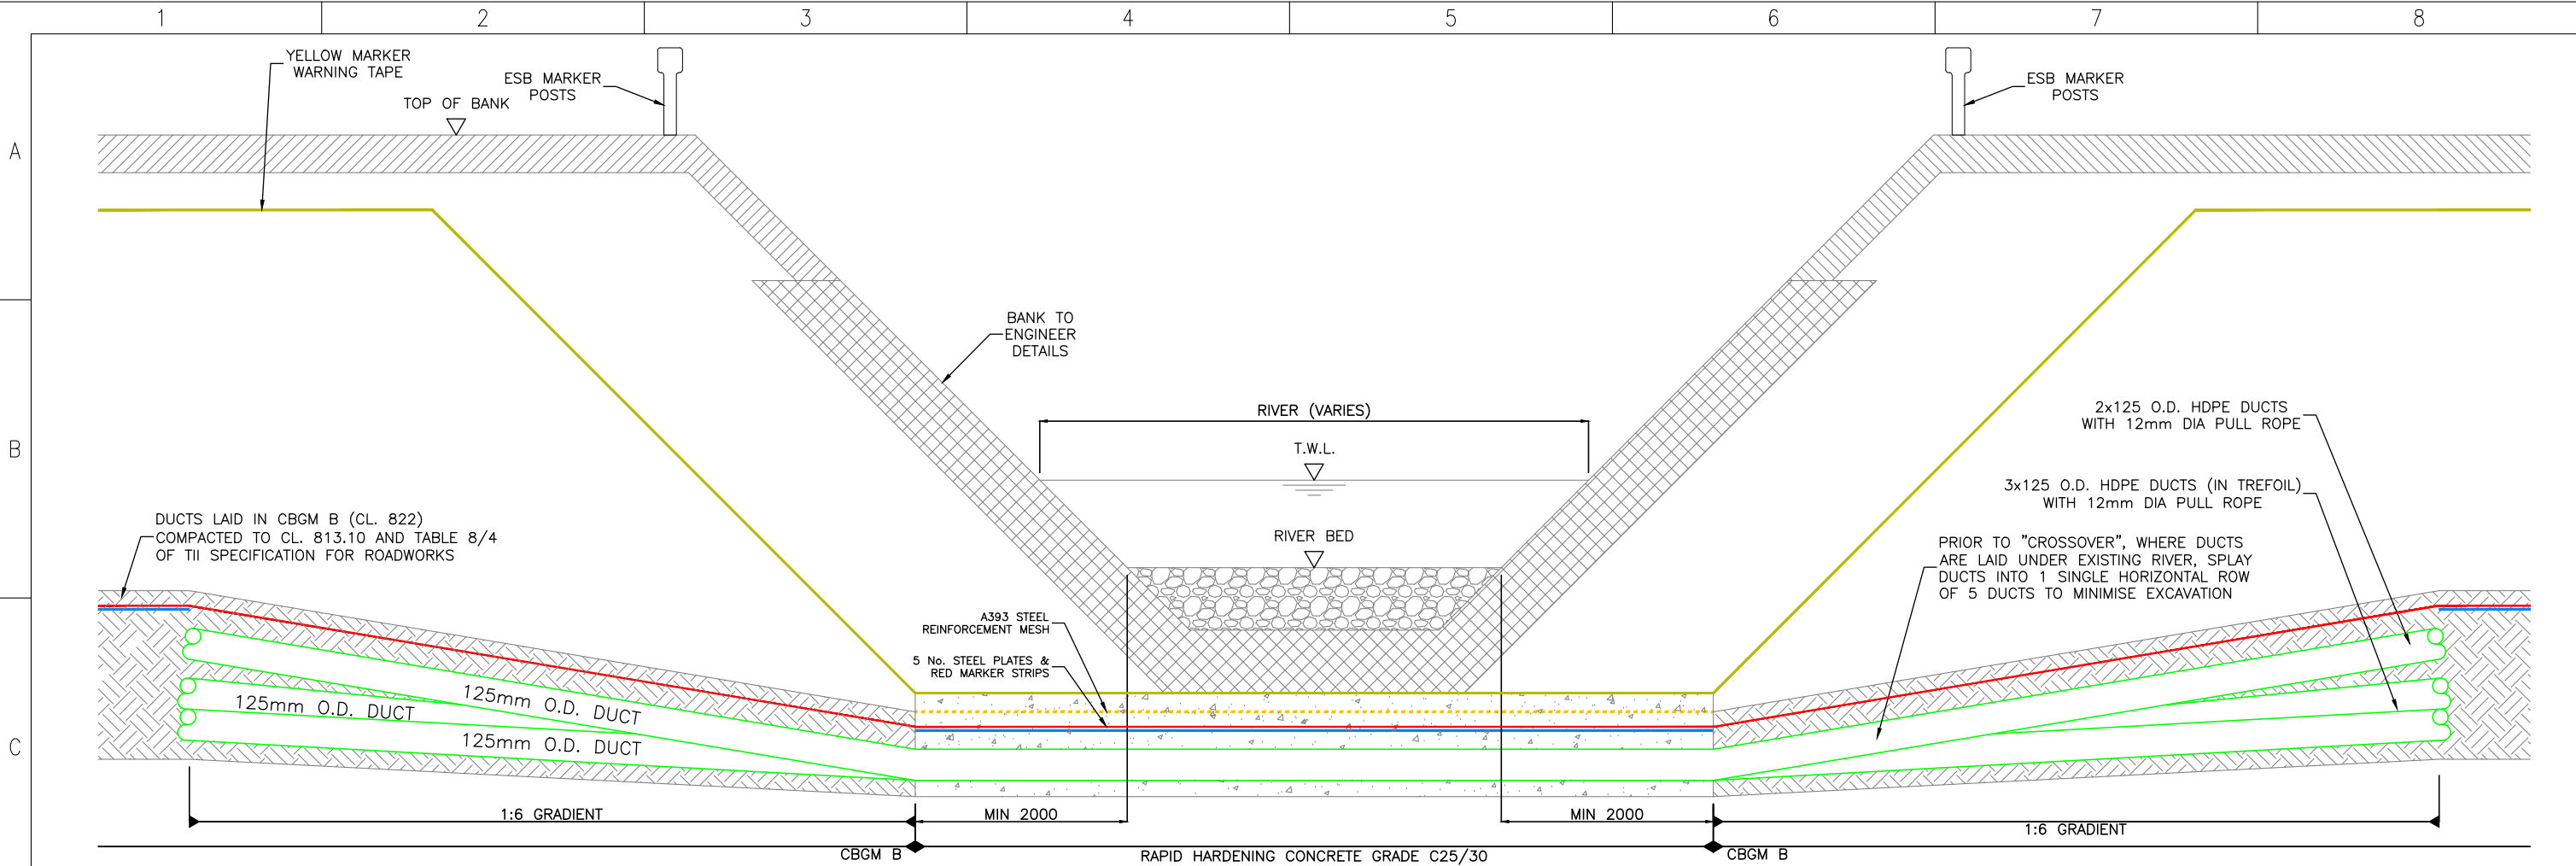 1 2 3 4 5 6 7 8
A
B
C
YELLOW MARKER
WARNING TAPE
TOP OF BANK
ESB MARKER
POSTS
ESB MARKER
POSTS
BANK TO
ENGINEER
DETAILS
RIVER (VARIES)
T.W.L.
RIVER BED
2x125 O.D. HDPE DUCTS
WITH 12mm DIA PULL ROPE
3x125 O.D. HDPE DUCTS (IN TREFOIL)
WITH 12mm DIA PULL ROPE
DUCTS LAID IN CBGM B (CL. 822)
COMPACTED TO CL. 813.10 AND TABLE 8/4
OF TII SPECIFICATION FOR ROADWORKS
PRIOR TO "CROSSOVER", WHERE DUCTS
ARE LAID UNDER EXISTING RIVER, SPLAY
DUCTS INTO 1 SINGLE HORIZONTAL ROW
OF 5 DUCTS TO MINIMISE EXCAVATION
A393 STEEL
REINFORCEMENT MESH
5 No. STEEL PLATES &
RED MARKER STRIPS
125mm O.D. DUCT
125mm O.D. DUCT
125mm O.D. DUCT
1:6 GRADIENT
MIN 2000
MIN 2000
1:6 GRADIENT
CBGM B
RAPID HARDENING CONCRETE GRADE C25/30
CBGM B